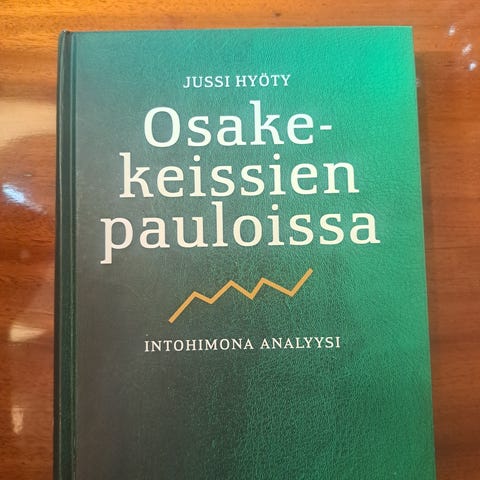 JUSSI HYÖTY
Osake-
keissien
pauloissa
INTOHIMONA ANALYYSI